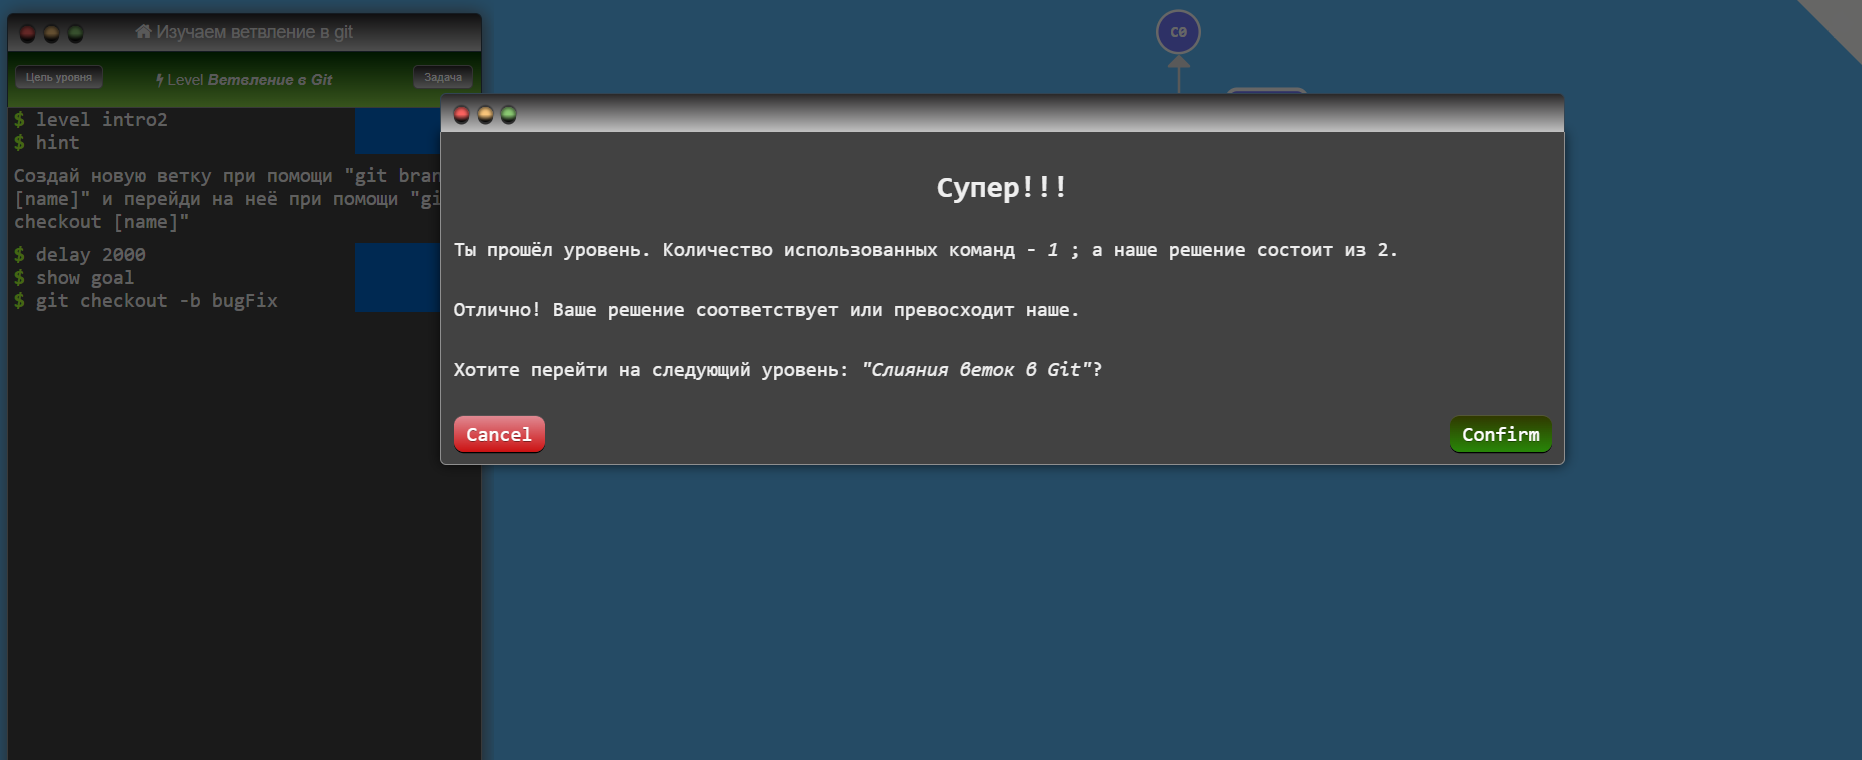 Изучаем ветвление в git
Цель уровня
Level Ветвление в Git
Задача
C0
$ level intro2
$ hint
Создай новую ветку при помощи "git bran
[name]" и перейди на неё при помощи "gi
checkout [name]"
$ delay 2000
$ show goal
$ git checkout -b bugFix
Супер!!!
Ты прошёл уровень. Количество использованных команд - 1 ; а наше решение состоит из 2.
Отлично! Ваше решение соответствует или превосходит наше.
Хотите перейти на следующий уровень: "Слияния веток в Git"?
Cancel
Confirm